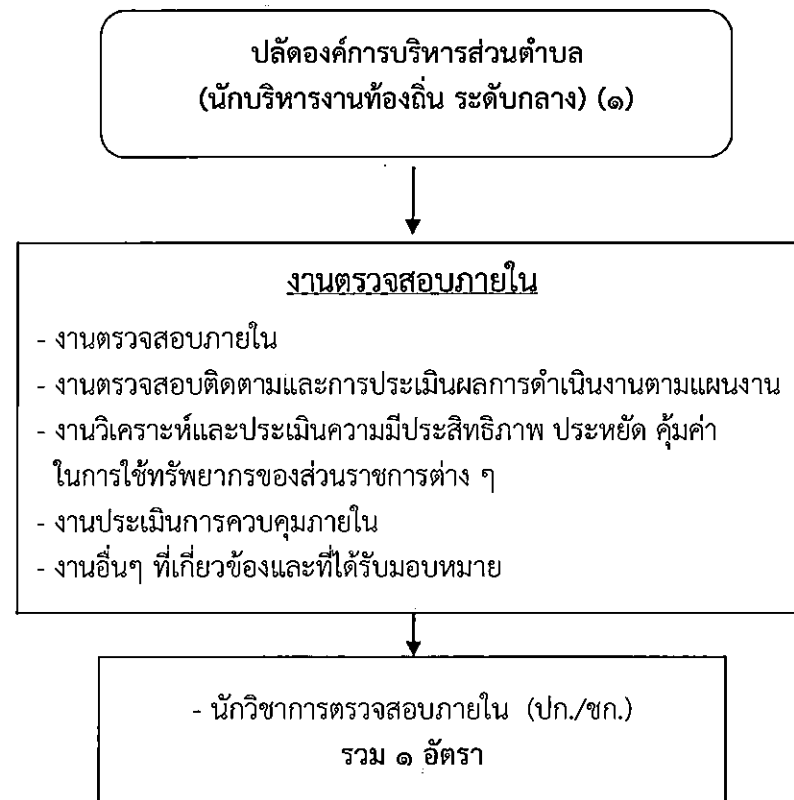 ปลัดองค์การบริหารส่วนตำบล
(นักบริหารงานท้องถิ่น ระดับกลาง) (๑)
งานตรวจสอบภายใน
- งานตรวจสอบภายใน
- งานตรวจสอบติดตามและการประเมินผลการดำเนินงานตามแผนงาน
- งานวิเคราะห์และประเมินความมีประสิทธิภาพ ประหยัด คุ้มค่า
ในการใช้ทรัพยากรของส่วนราชการต่าง ๆ
- งานประเมินการควบคุมภายใน
- งานอื่นๆ ที่เกี่ยวข้องและที่ได้รับมอบหมาย
- นักวิชาการตรวจสอบภายใน (ปก./ชก.)
รวม ๑ อัตรา